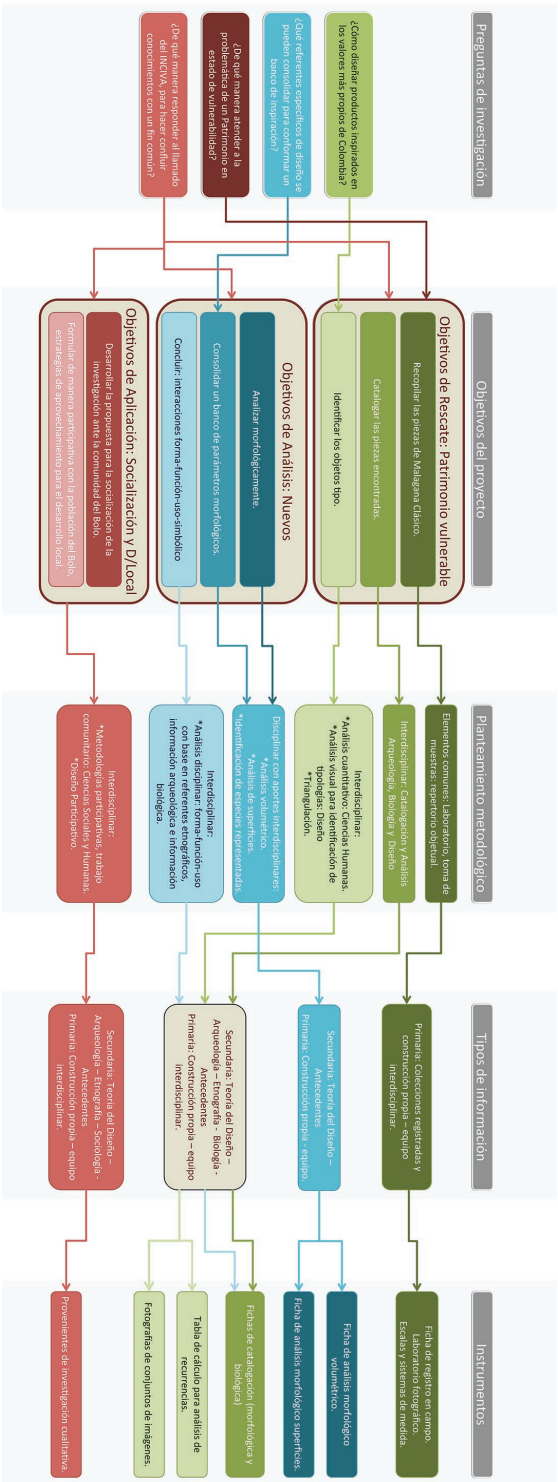 Preguntas de investigación
¿Cómo diseñar productos inspirados en
los valores más propios de Colombia?
¿Qué referentes específicos de diseño se
pueden consolidar para conformar un
banco de inspiración?
¿De qué manera atender a la
problemática de un Patrimonio en
estado de vulnerabilidad?
¿De qué manera responder al llamado
del INCIVA, para hacer confluir
conocimientos con un fin común?
Objetivos del proyecto
Objetivos de Rescate: Patrimonio vulnerable
Recopilar las piezas de Malagana Clásico.
Catalogar las piezas encontradas.
Identificar los objetos tipo.
Objetivos de Análisis: Nuevos
Analizar morfológicamente.
Consolidar un banco de parámetros morfológicos.
Concluir: interacciones forma-función-uso-simbólico
Objetivos de Aplicación: Socialización y D/Local
Desarrollar la propuesta para la socialización de la
investigación ante la comunidad del Bolo.
Formular de manera participativa con la población del Bolo,
estrategias de aprovechamiento para el desarrollo local.
Planteamiento metodológico
Elementos comunes: Laboratorio, toma de
muestras: repertorio objetual.
Interdisciplinar: Catalogación y Análisis
Arqueología, Biología y Diseño
Interdisciplinar:
*Análisis cuantitativo: Ciencias Humanas.
*Análisis visual para identificación de
tipologías: Diseño
*Triangulación.
Disciplinar con aportes interdisciplinares:
*Análisis volumétrico.
*Análisis de superficies.
*Identificación de especies representadas.
Interdisciplinar:
*Análisis disciplinar: forma-función-uso
con base en referentes etnográficos,
información arqueológica e información
biológica.
Interdisciplinar:
*Metodologías participativas, trabajo
comunitario: Ciencias Sociales y Humanas.
*Diseño Participativo.
Tipos de información
Primaria: Colecciones registradas y
construcción propia – equipo
interdisciplinar.
Secundaria: Teoría del Diseño –
Antecedentes
Primaria: Construcción propia - equipo.
Secundaria: Teoría del Diseño –
Arqueología – Etnografía - Biología -
Antecedentes
Primaria: Construcción propia – equipo
interdisciplinar.
Secundaria: Teoría del Diseño –
Arqueología – Etnografía – Sociología -
Antecedentes
Primaria: Construcción propia – equipo
interdisciplinar.
Instrumentos
Ficha de registro en campo.
Laboratorio fotográfico.
Escalas y sistemas de medida.
Ficha de análisis morfológico
volumétrico.
Ficha de análisis morfológico superficies.
Fichas de catalogación (morfológica y
biológica)
Tabla de cálculo para análisis de
recurrencias.
Fotografías de conjuntos de imágenes.
Provenientes de investigación cualitativa.